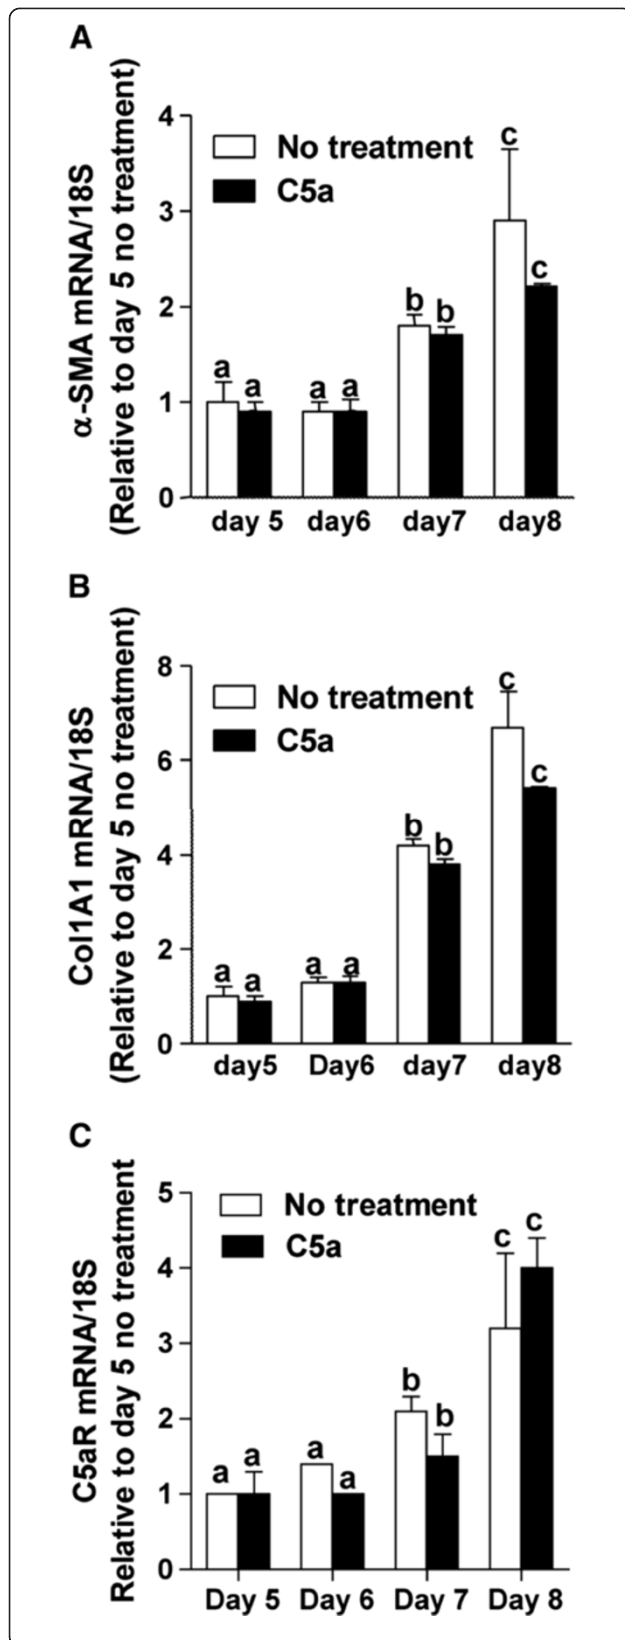 A
α-SMA mRNA/18S
(Relative to day 5 no treatment)
4
3
2
1
0
No treatment
C5a
a
a
a
a
b
b
c
c
day 5
day6
day7
day8
B
Col1A1 mRNA/18S
(Relative to day 5 no treatment)
8
6
4
2
0
No treatment
C5a
a
a
a
a
b
b
c
c
day5
Day6
day7
day8
C
C5aR mRNA/18S
Relative to day 5 no treatment
5
4
3
2
1
0
No treatment
C5a
a
a
a
a
b
b
c
c
Day 5
Day 6
Day 7
Day 8